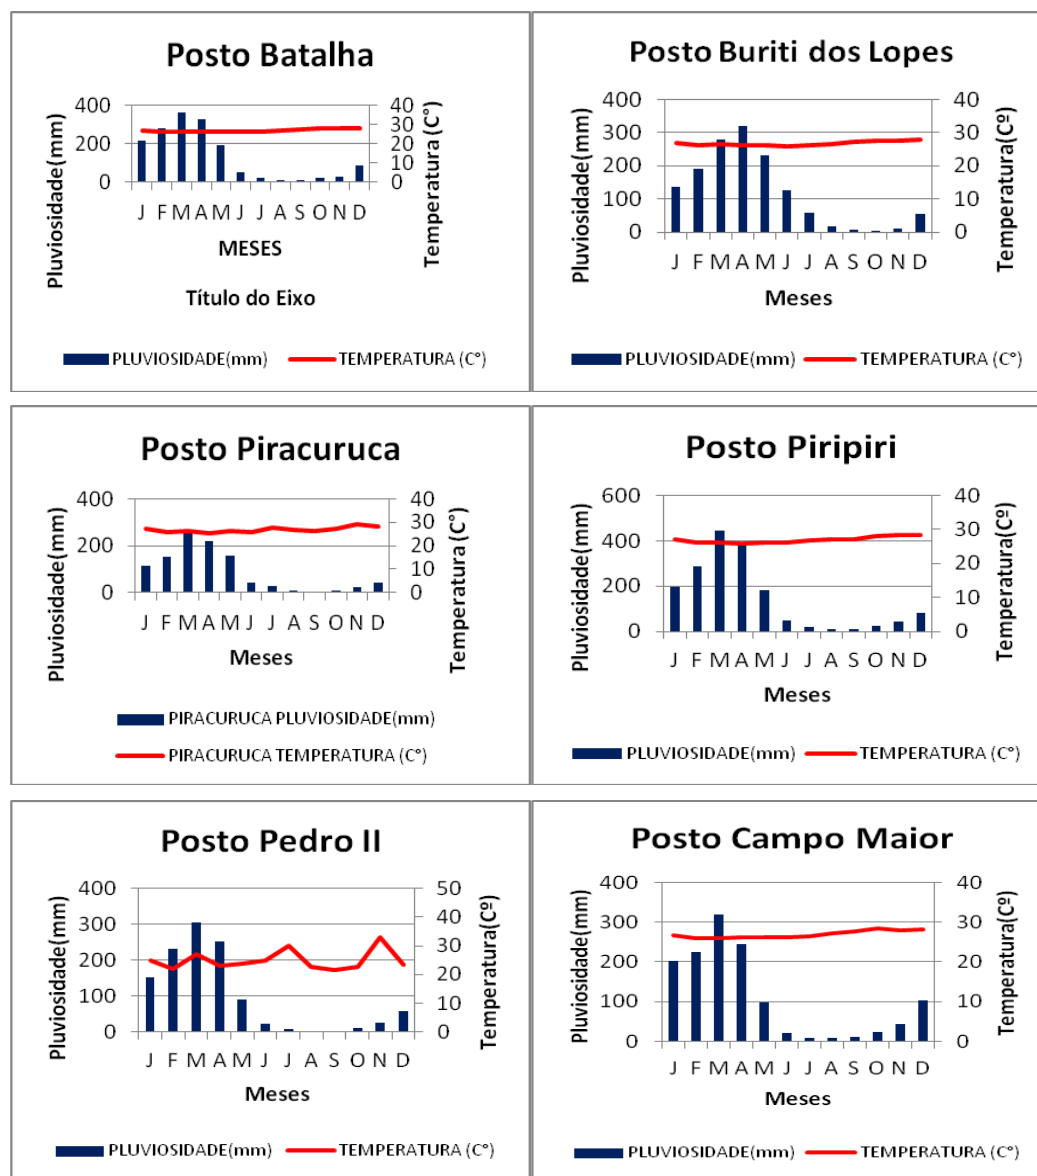 Posto Batalha
Pluviosidade(mm)
400
200
0
40
30
20
10
0
Temperatura (C°)
J F M A M J J A S O N D
MESES
Título do Eixo
PLUVIOSIDADE(mm) TEMPERATURA (C°)
Posto Buriti dos Lopes
Pluviosidade(mm)
400
300
200
100
0
40
30
20
10
0
Temperatura(Cº)
J F M A M J J A S O N D
Meses
PLUVIOSIDADE(mm) TEMPERATURA (C°)
Posto Piracuruca
Pluviosidade(mm)
400
200
0
40
30
20
10
0
Temperatura (C°)
J F M A M J J A S O N D
Meses
PIRACURUCA PLUVIOSIDADE(mm)
PIRACURUCA TEMPERATURA (C°)
Posto Piripiri
Pluviosidade(mm)
600
400
200
0
40
30
20
10
0
Temperatura(Cº)
J F M A M J J A S O N D
Meses
PLUVIOSIDADE(mm) TEMPERATURA (C°)
Posto Pedro II
Pluviosidade(mm)
400
300
200
100
0
50
40
30
20
10
0
Temperatura(Cº)
J F M A M J J A S O N D
Meses
PLUVIOSIDADE(mm) TEMPERATURA (C°)
Posto Campo Maior
Pluviosidade(mm)
400
300
200
100
0
40
30
20
10
0
Temperatura(Cº)
J F M A M J J A S O N D
Meses
PLUVIOSIDADE(mm) TEMPERATURA (C°)